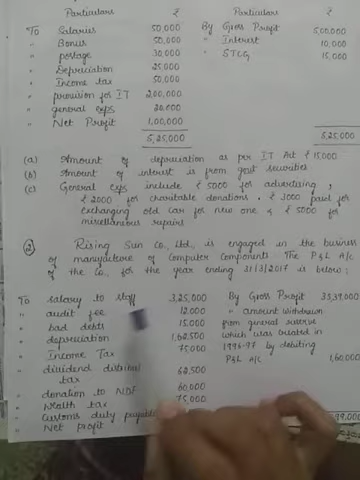 Particulars ₹ Particulars ₹
To Salaries 50,000 By Gross Profit 5,00,000
" Bonus 50,000 " Interest 10,000
" postage 30,000 " STCG 15,000
" Depreciation 25,000
" Income tax 50,000
" provision for IT 2,00,000
" general exps 20,000
" Net Profit 1,00,000
5,25,000 5,25,000
(a) Amount of depreciation as per IT Act ₹ 15,000
(b) Amount of interest is from govt securities
(c) General exps include ₹ 5000 for advertising,
₹ 2000 for charitable donations, ₹ 3000 paid for
exchanging old car for new one & ₹ 5000 for
miscellaneous repairs
② Rising Sun Co., Ltd., is engaged in the business
of manufacture of computer components. The P&L A/c
of the Co., for the year ending 31/3/2017 is below:
To salary to staff 3,25,000 By Gross Profit 35,39,000
" audit fee 12,000 " amount withdrawn
" bad debts 15,000 from general reserve
" depreciation 1,62,500 which was created in
" Income Tax 75,000 1996-97 by debiting
P&L A/c 1,60,000
" dividend
tax 62,500
" donation to NDF 60,000
" Wealth tax 75,000
" Customs duty 99,000
" Net profit